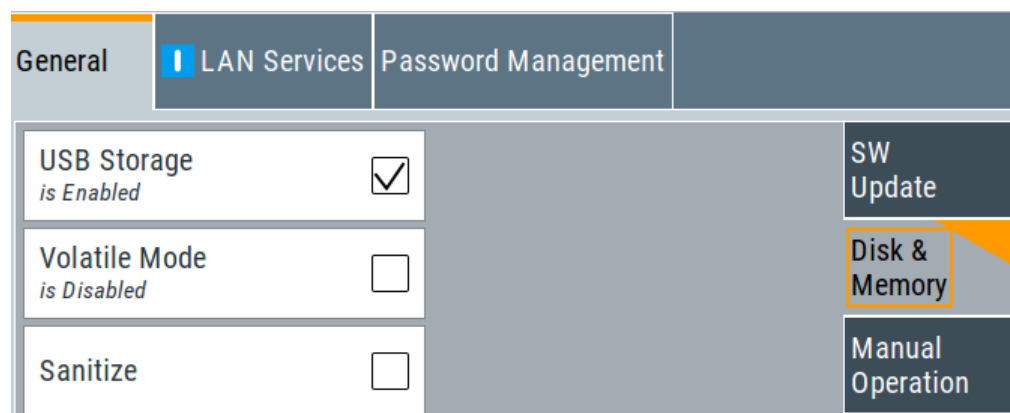 General
LAN Services
Password Management
USB Storage
is Enabled
Volatile Mode
is Disabled
Sanitize
SW
Update
Disk &
Memory
Manual
Operation